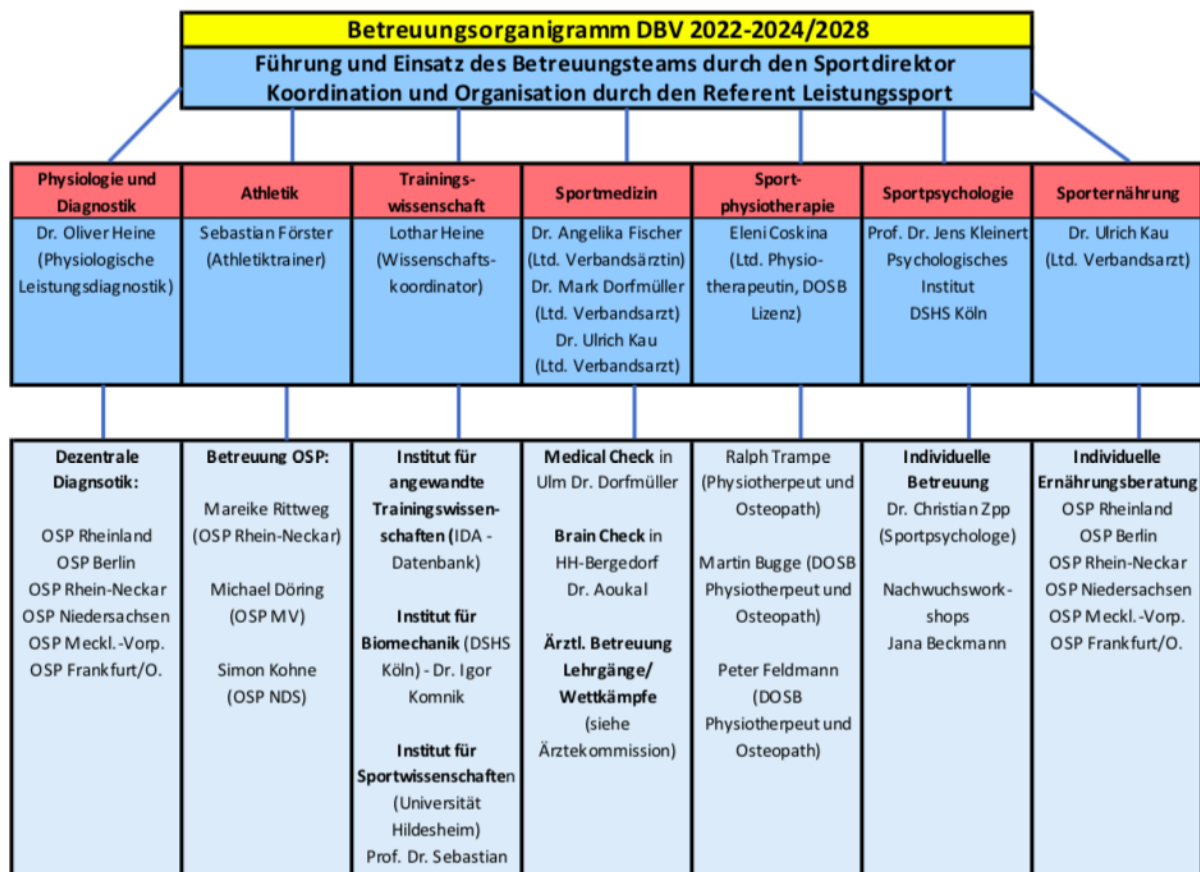 Betreuungsorganigramm DBV 2022-2024/2028
Führung und Einsatz des Betreuungsteams durch den Sportdirektor
Koordination und Organisation durch den Referent Leistungssport
Physiologie und
Diagnostik
Athletik
Trainings-
wissenschaft
Sportmedizin
Sport-
physiotherapie
Sportpsychologie
Sporternährung
Dr. Oliver Heine
(Physiologische
Leistungsdiagnostik)
Sebastian Förster
(Athletiktrainer)
Lothar Heine
(Wissenschafts-
koordinator)
Dr. Angelika Fischer
(Ltd. Verbandsärztin)
Dr. Mark Dorfmüller
(Ltd. Verbandsarzt)
Dr. Ulrich Kau
(Ltd. Verbandsarzt)
Eleni Coskina
(Ltd. Physio-
therapeutin, DOSB
Lizenz)
Prof. Dr. Jens Kleinert
Psychologisches
Institut
DSHS Köln
Dr. Ulrich Kau
(Ltd. Verbandsarzt)
Dezentrale
Diagnsotik:
OSP Rheinland
OSP Berlin
OSP Rhein-Neckar
OSP Niedersachsen
OSP Meckl.-Vorp.
OSP Frankfurt/O.
Betreuung OSP:
Mareike Rittweg
(OSP Rhein-Neckar)
Michael Döring
(OSP MV)
Simon Kohne
(OSP NDS)
Institut für
angewandte
Trainingswissen-
schaften (IDA -
Datenbank)
Institut für
Biomechanik (DSHS
Köln) - Dr. Igor
Komnik
Institut für
Sportwissenschaften
(Universität
Hildesheim)
Prof. Dr. Sebastian
Medical Check in
Ulm Dr. Dorfmüller
Brain Check in
HH-Bergedorf
Dr. Aoukal
Ärztl. Betreuung
Lehrgänge/
Wettkämpfe
(siehe
Ärztekommission)
Ralph Trampe
(Physiotherpeut und
Osteopath)
Martin Bugge (DOSB
Physiotherpeut und
Osteopath)
Peter Feldmann
(DOSB
Physiotherpeut und
Osteopath)
Individuelle
Betreuung
Dr. Christian Zpp
(Sportpsychologe)
Nachwuchswork-
shops
Jana Beckmann
Individuelle
Ernährungsberatung
OSP Rheinland
OSP Berlin
OSP Rhein-Neckar
OSP Niedersachsen
OSP Meckl.-Vorp.
OSP Frankfurt/O.